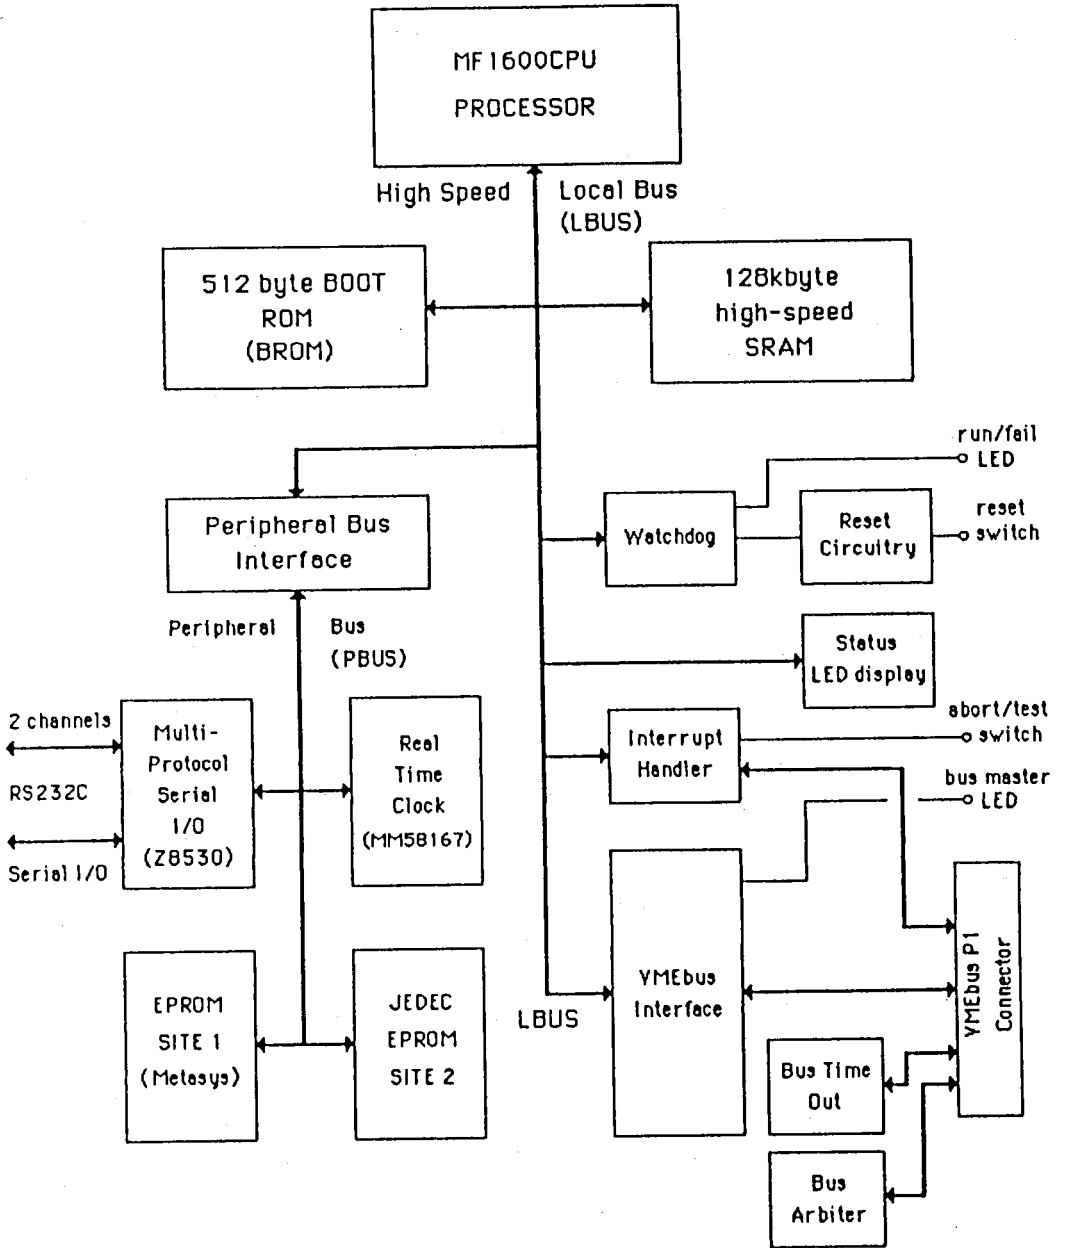 MF1600CPU
PROCESSOR
High Speed
Local Bus
(LBUS)
512 byte BOOT
ROM
(BROM)
128kbyte
high-speed
SRAM
run/fail
LED
Peripheral Bus
Interface
Watchdog
Reset
Circuitry
reset
switch
Peripheral
Bus
(PBUS)
Status
LED display
2 channels
RS232C
Serial I/O
Multi-
Protocol
Serial
I/O
(Z8530)
Real
Time
Clock
(MM58167)
Interrupt
Handler
abort/test
switch
bus master
LED
EPROM
SITE 1
(Metasys)
JEDEC
EPROM
SITE 2
LBUS
VMEbus
Interface
VMEbus P1
Connector
Bus Time
Out
Bus
Arbiter